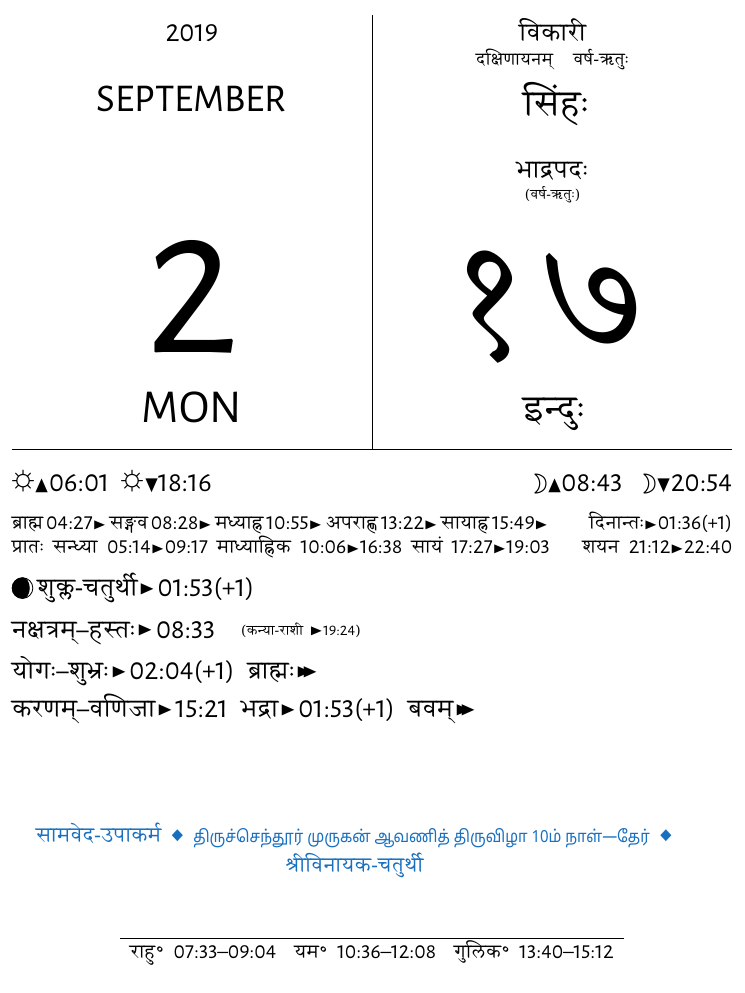 2019
SEPTEMBER
2
MON
विकारी
दक्षिणायनम् वर्ष-ऋतुः
सिंहः
भाद्रपदः
(वर्ष-ऋतुः)
१७
इन्दुः
☼▲06:01 ☼▼18:16 ☽▲08:43 ☽▼20:54
ब्राह्म 04:27► सङ्गव 08:28► मध्याह्न 10:55► अपराह्ण 13:22► सायाह्न 15:49► दिनान्तः►01:36(+1)
प्रातः सन्ध्या 05:14►09:17 माध्याह्निक 10:06►16:38 सायं 17:27►19:03 शयन 21:12►22:40
शुक्ल-चतुर्थी► 01:53(+1)
नक्षत्रम्–हस्तः► 08:33 (कन्या-राशी ►19:24)
योगः–शुभ्रः► 02:04(+1) ब्राह्मः►►
करणम्–वणिजा►15:21 भद्रा►01:53(+1) बवम्►►
सामवेद-उपाकर्म ◆ திருச்செந்தூர் முருகன் ஆவணித் திருவிழா 10ம் நாள்—தேர் ◆
श्रीविनायक-चतुर्थी
राहु॰ 07:33–09:04 यम॰ 10:36–12:08 गुलिक॰ 13:40–15:12